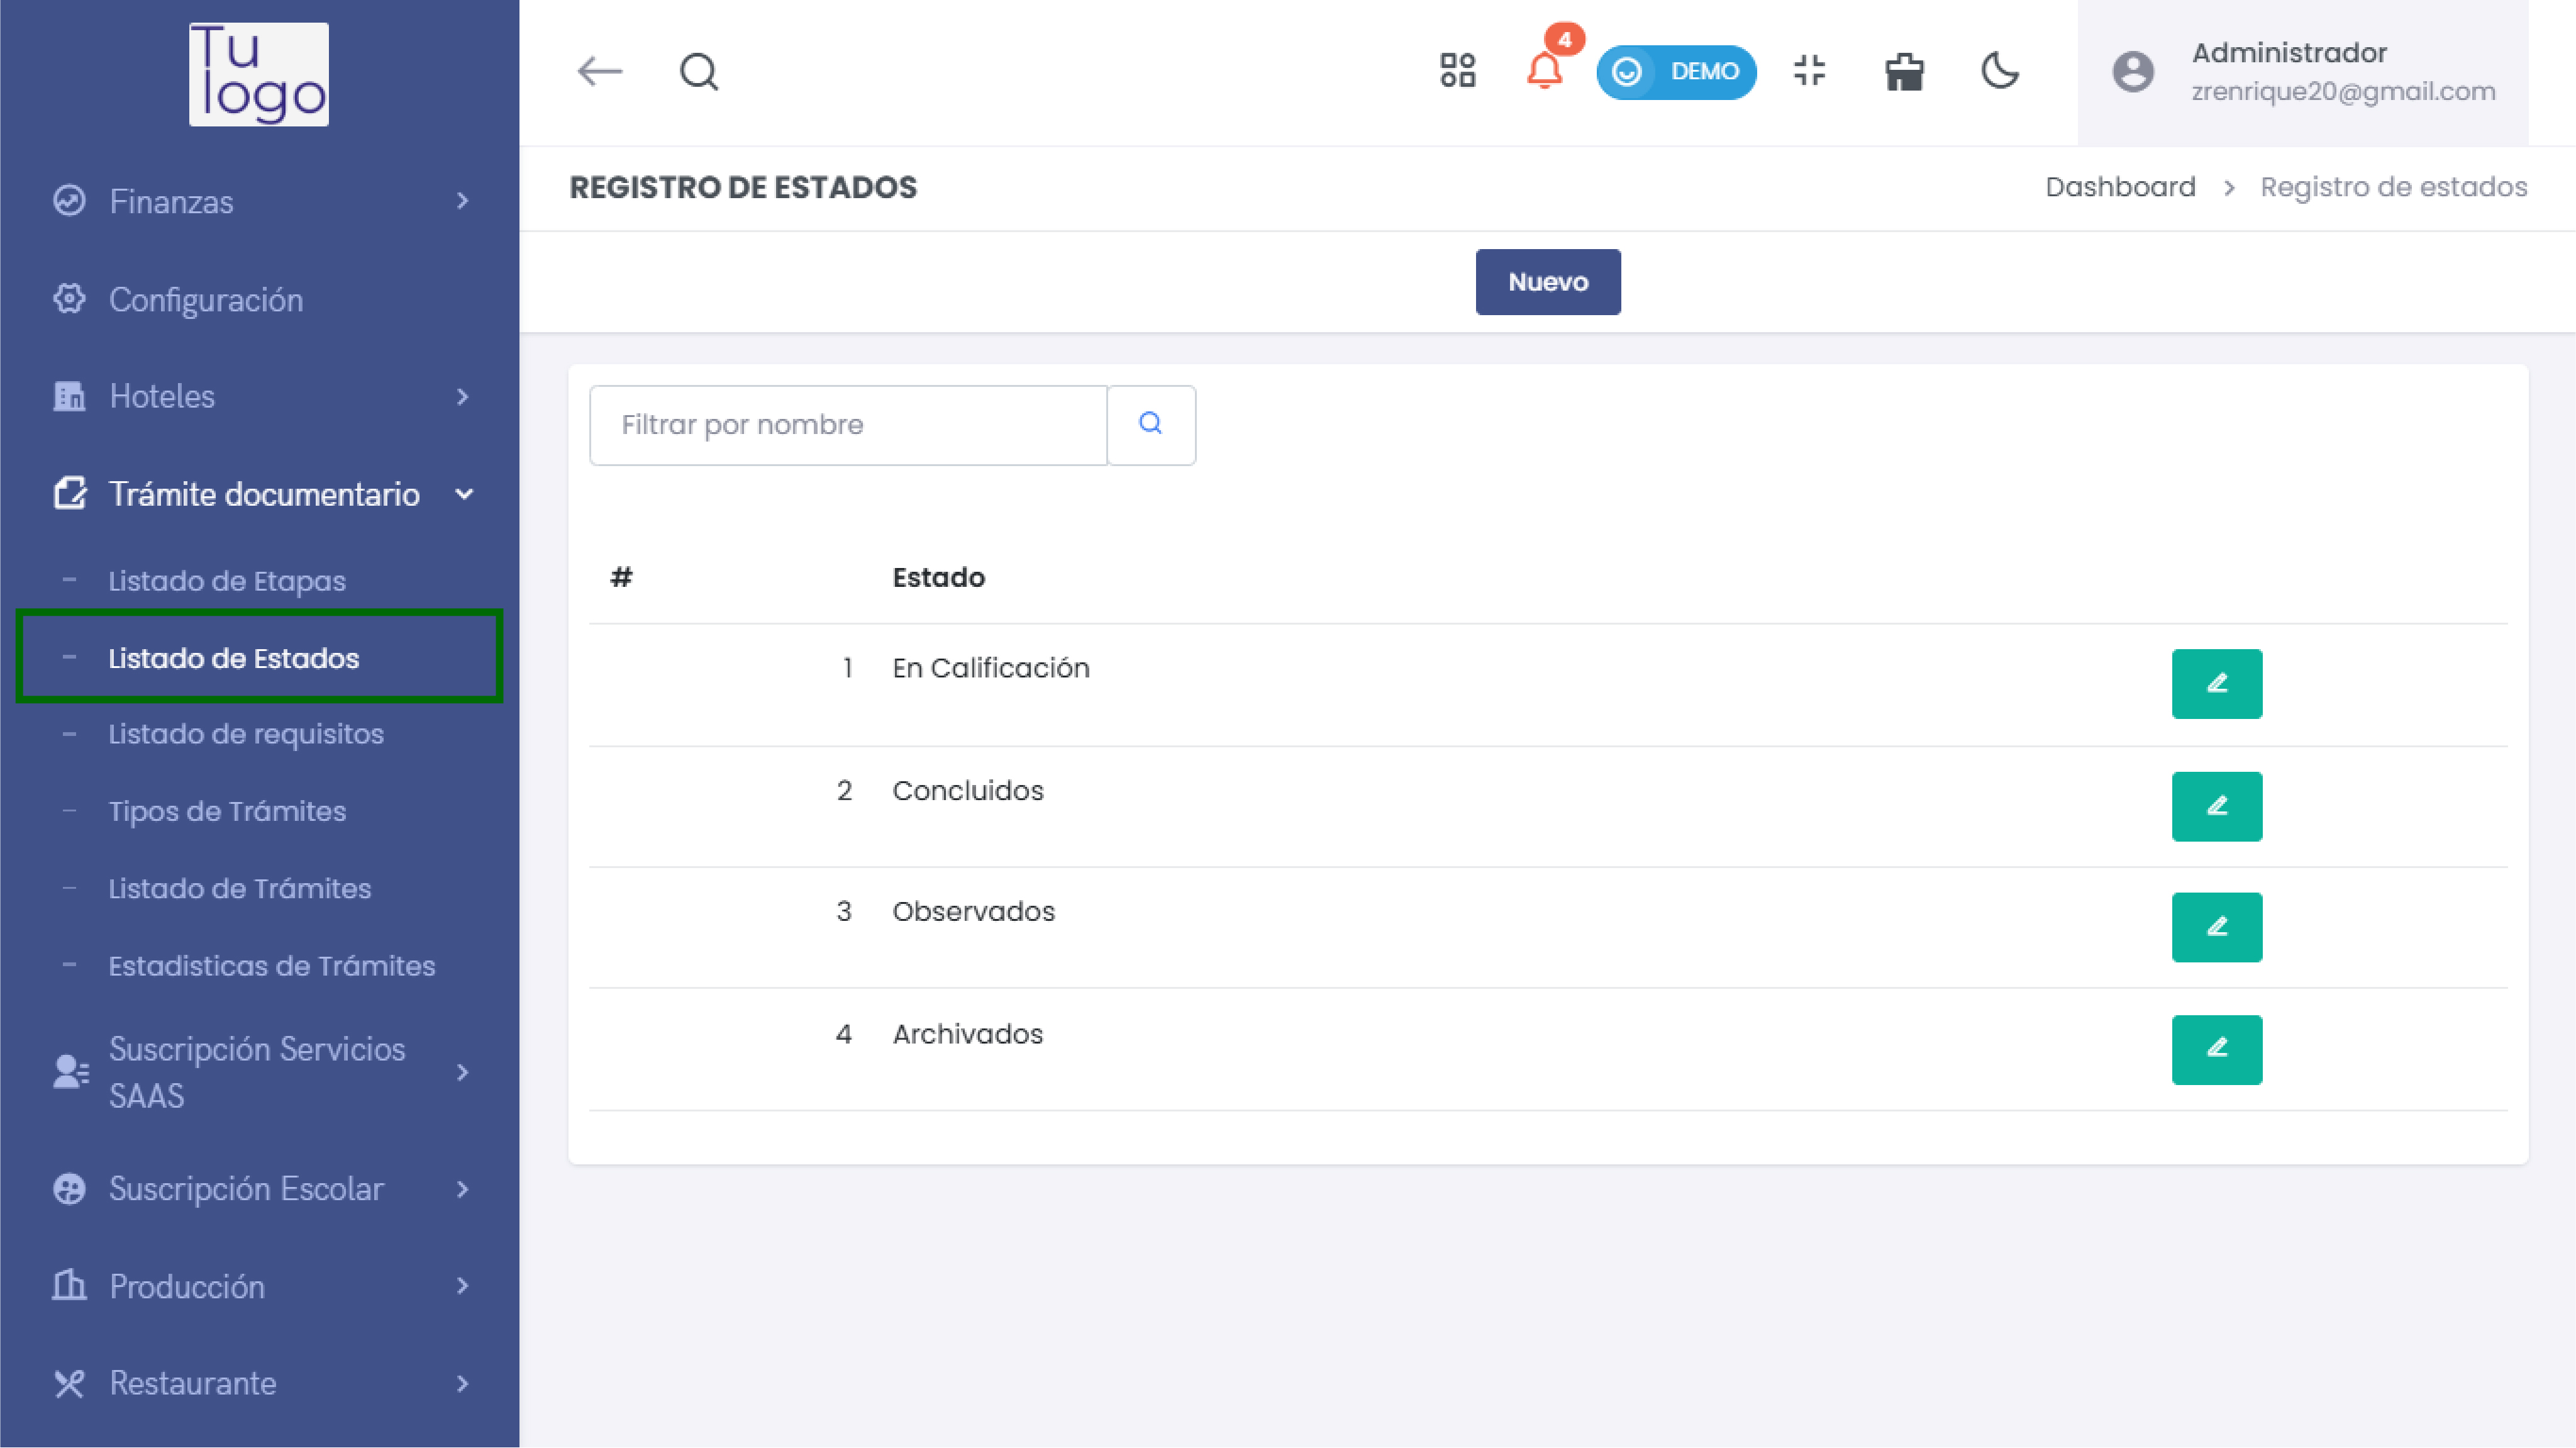 Tu
logo
Finanzas
Configuración
Hoteles
Trámite documentario
Listado de Etapas
Listado de Estados
Listado de requisitos
Tipos de Trámites
Listado de Trámites
Estadisticas de Trámites
Suscripción Servicios
SAAS
Suscripción Escolar
Producción
Restaurante
4
DEMO
Administrador
zrenrique20@gmail.com
REGISTRO DE ESTADOS
Dashboard > Registro de estados
Nuevo
Filtrar por nombre
# Estado
1 En Calificación
2 Concluidos
3 Observados
4 Archivados